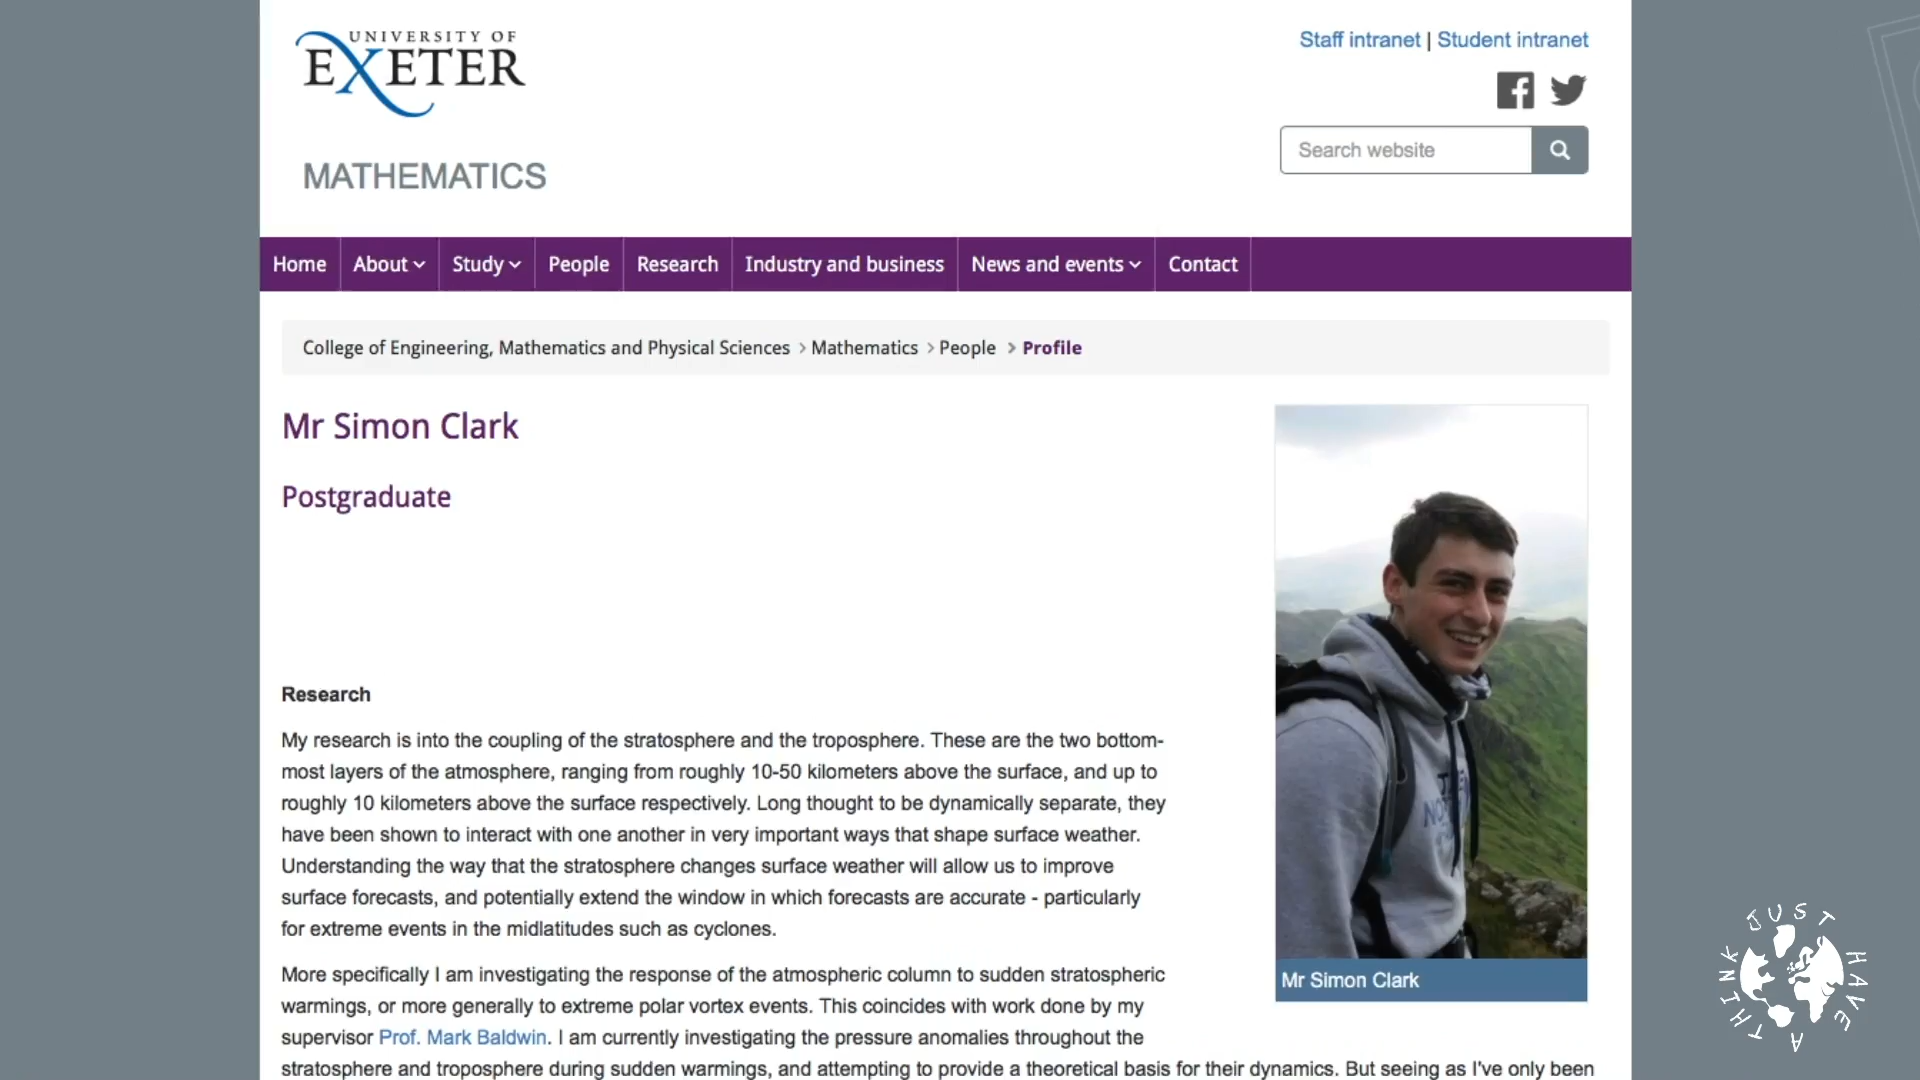 UNIVERSITY OF
EXETER
Staff intranet | Student intranet
Search website
MATHEMATICS
Home About Study People Research Industry and business News and events Contact
College of Engineering, Mathematics and Physical Sciences > Mathematics > People > Profile
Mr Simon Clark
Postgraduate
Research
My research is into the coupling of the stratosphere and the troposphere. These are the two bottom-
most layers of the atmosphere, ranging from roughly 10-50 kilometers above the surface, and up to
roughly 10 kilometers above the surface respectively. Long thought to be dynamically separate, they
have been shown to interact with one another in very important ways that shape surface weather.
Understanding the way that the stratosphere changes surface weather will allow us to improve
surface forecasts, and potentially extend the window in which forecasts are accurate - particularly
for extreme events in the midlatitudes such as cyclones.
More specifically I am investigating the response of the atmospheric column to sudden stratospheric
warmings, or more generally to extreme polar vortex events. This coincides with work done by my
supervisor Prof. Mark Baldwin. I am currently investigating the pressure anomalies throughout the
stratosphere and troposphere during sudden warmings, and attempting to provide a theoretical basis for their dynamics. But seeing as I've only been
Mr Simon Clark
JUST HAVE A THINK